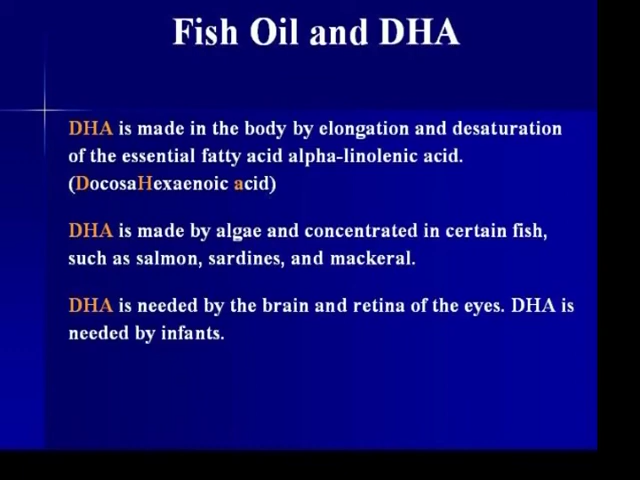 Fish Oil and DHA
DHA is made in the body by elongation and desaturation
of the essential fatty acid alpha-linolenic acid.
(DocosaHexaenoic acid)
DHA is made by algae and concentrated in certain fish,
such as salmon, sardines, and mackeral.
DHA is needed by the brain and retina of the eyes. DHA is
needed by infants.